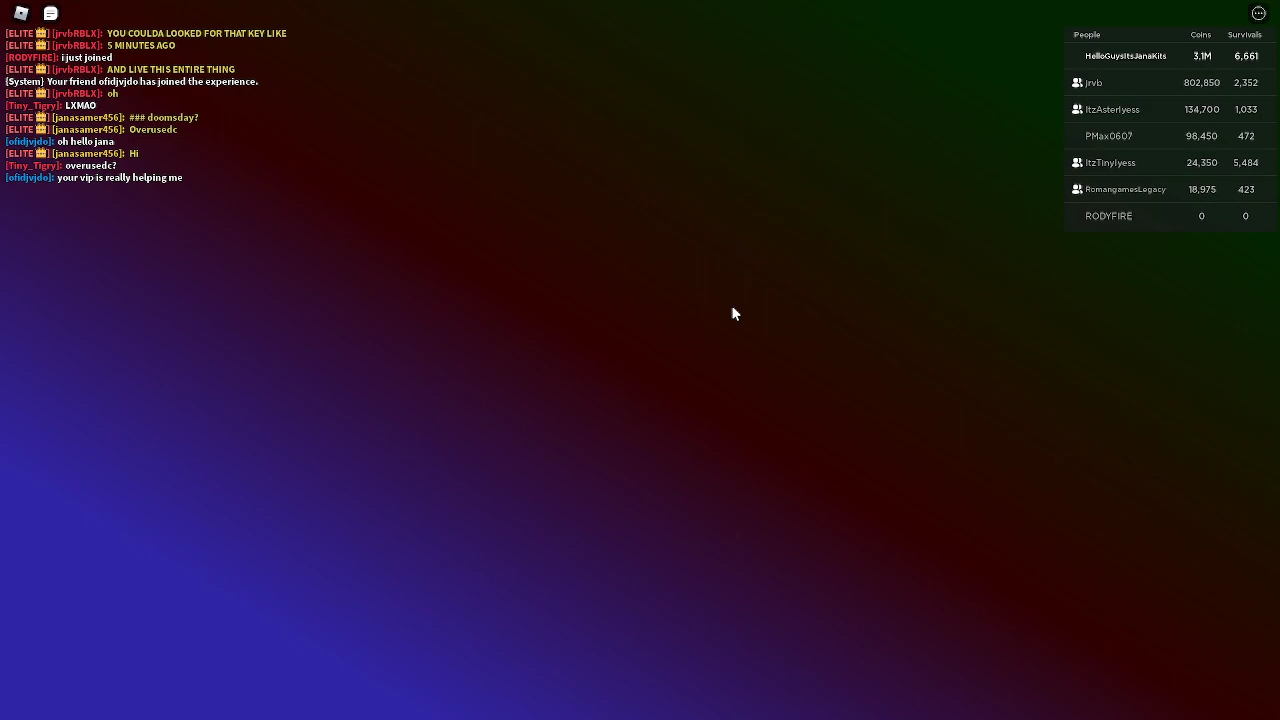 [ELITE 💼] [jrvbRBLX]: YOU COULDA LOOKED FOR THAT KEY LIKE
[ELITE 💼] [jrvbRBLX]: 5 MINUTES AGO
[RODYFIRE]: i just joined
[ELITE 💼] [jrvbRBLX]: AND LIVE THIS ENTIRE THING
{System} Your friend ofidjvjdo has joined the experience.
[ELITE 💼] [jrvbRBLX]: oh
[Tiny_Tigry]: LXMAO
[ELITE 💼] [janasamer456]: ### doomsday?
[ELITE 💼] [janasamer456]: Overusedc
[ofidjvjdo]: oh hello jana
[ELITE 💼] [janasamer456]: Hi
[Tiny_Tigry]: overusedc?
[ofidjvjdo]: your vip is really helping me
People Coins Survivals
HelloGuysItsJanaKits 3.1M 6,661
jrvb 802,850 2,352
ItzAsterlyess 134,700 1,033
PMax0607 98,450 472
ItzTinylyess 24,350 5,484
RomangamesLegacy 18,975 423
RODYFIRE 0 0